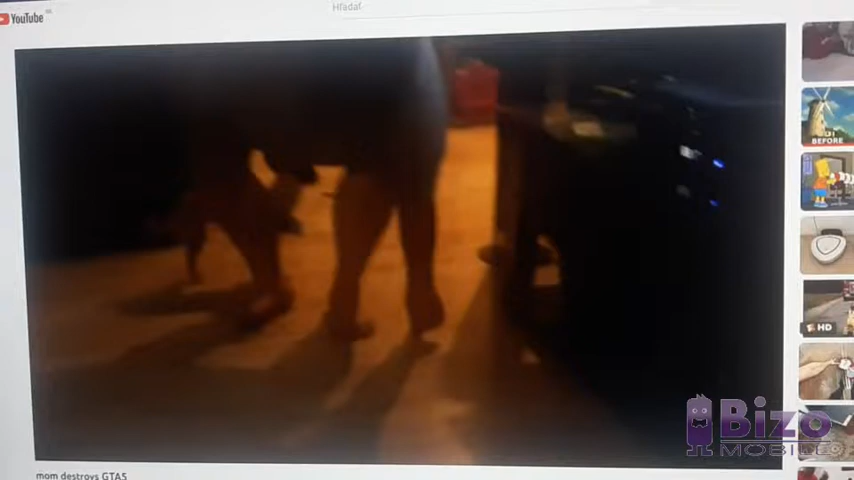 YouTube
Hľadať
BEFORE
HD
mom destroys GTA5
Bizo
MOBILE